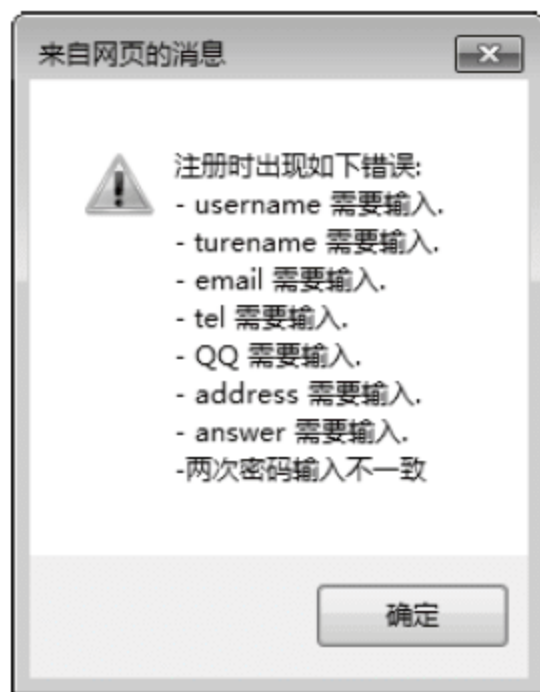 来自网页的消息
注册时出现如下错误:
- username 需要输入.
- turename 需要输入.
- email 需要输入.
- tel 需要输入.
- QQ 需要输入.
- address 需要输入.
- answer 需要输入.
-两次密码输入不一致
确定